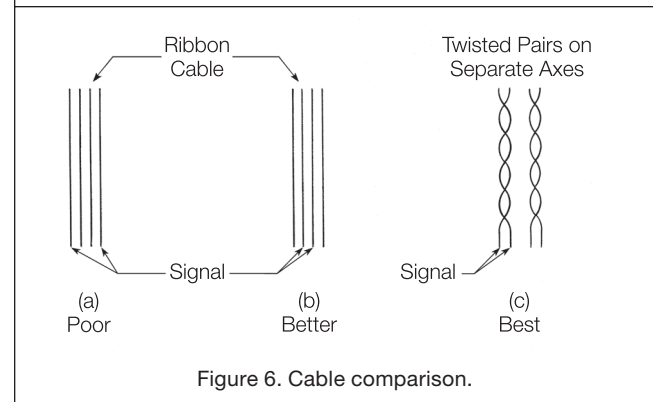 Ribbon
Cable
Twisted Pairs on
Separate Axes
Signal
Signal
(a)
Poor
(b)
Better
(c)
Best
Figure 6. Cable comparison.